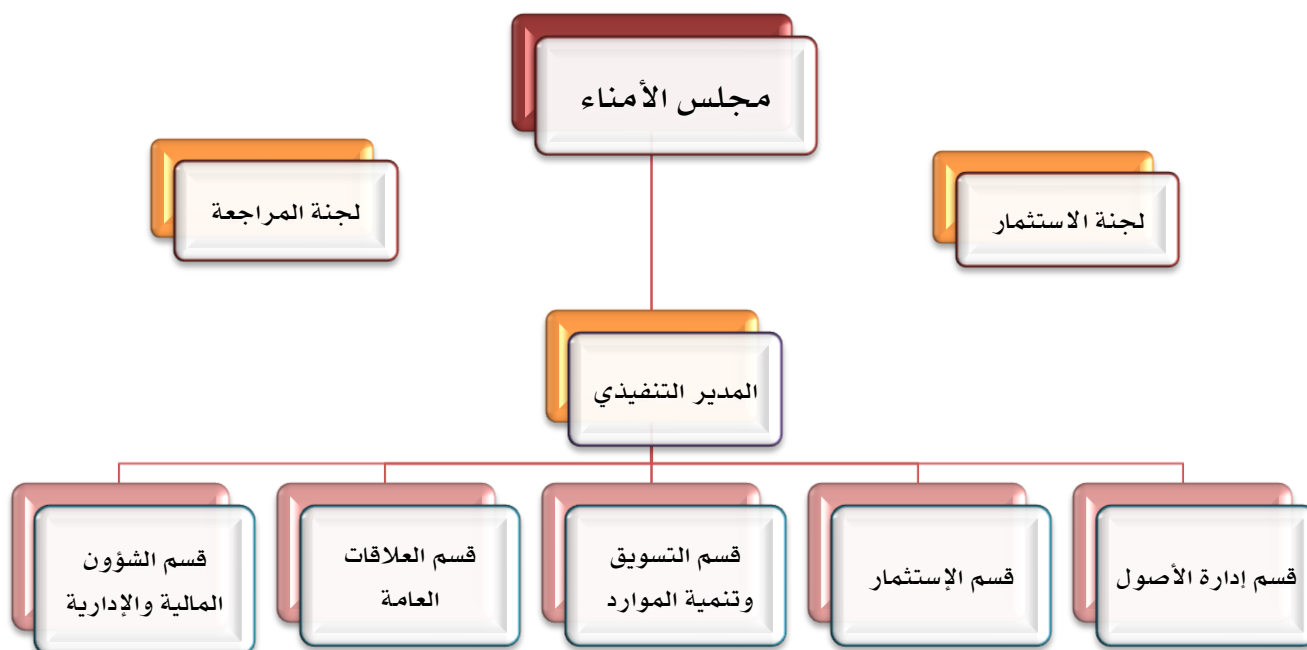 مجلس الأمناء
لجنة الاستثمار
لجنة المراجعة
المدير التنفيذي
قسم إدارة الأصول
قسم الإستثمار
قسم التسويق
وتنمية الموارد
قسم العلاقات
العامة
قسم الشؤون
المالية والإدارية